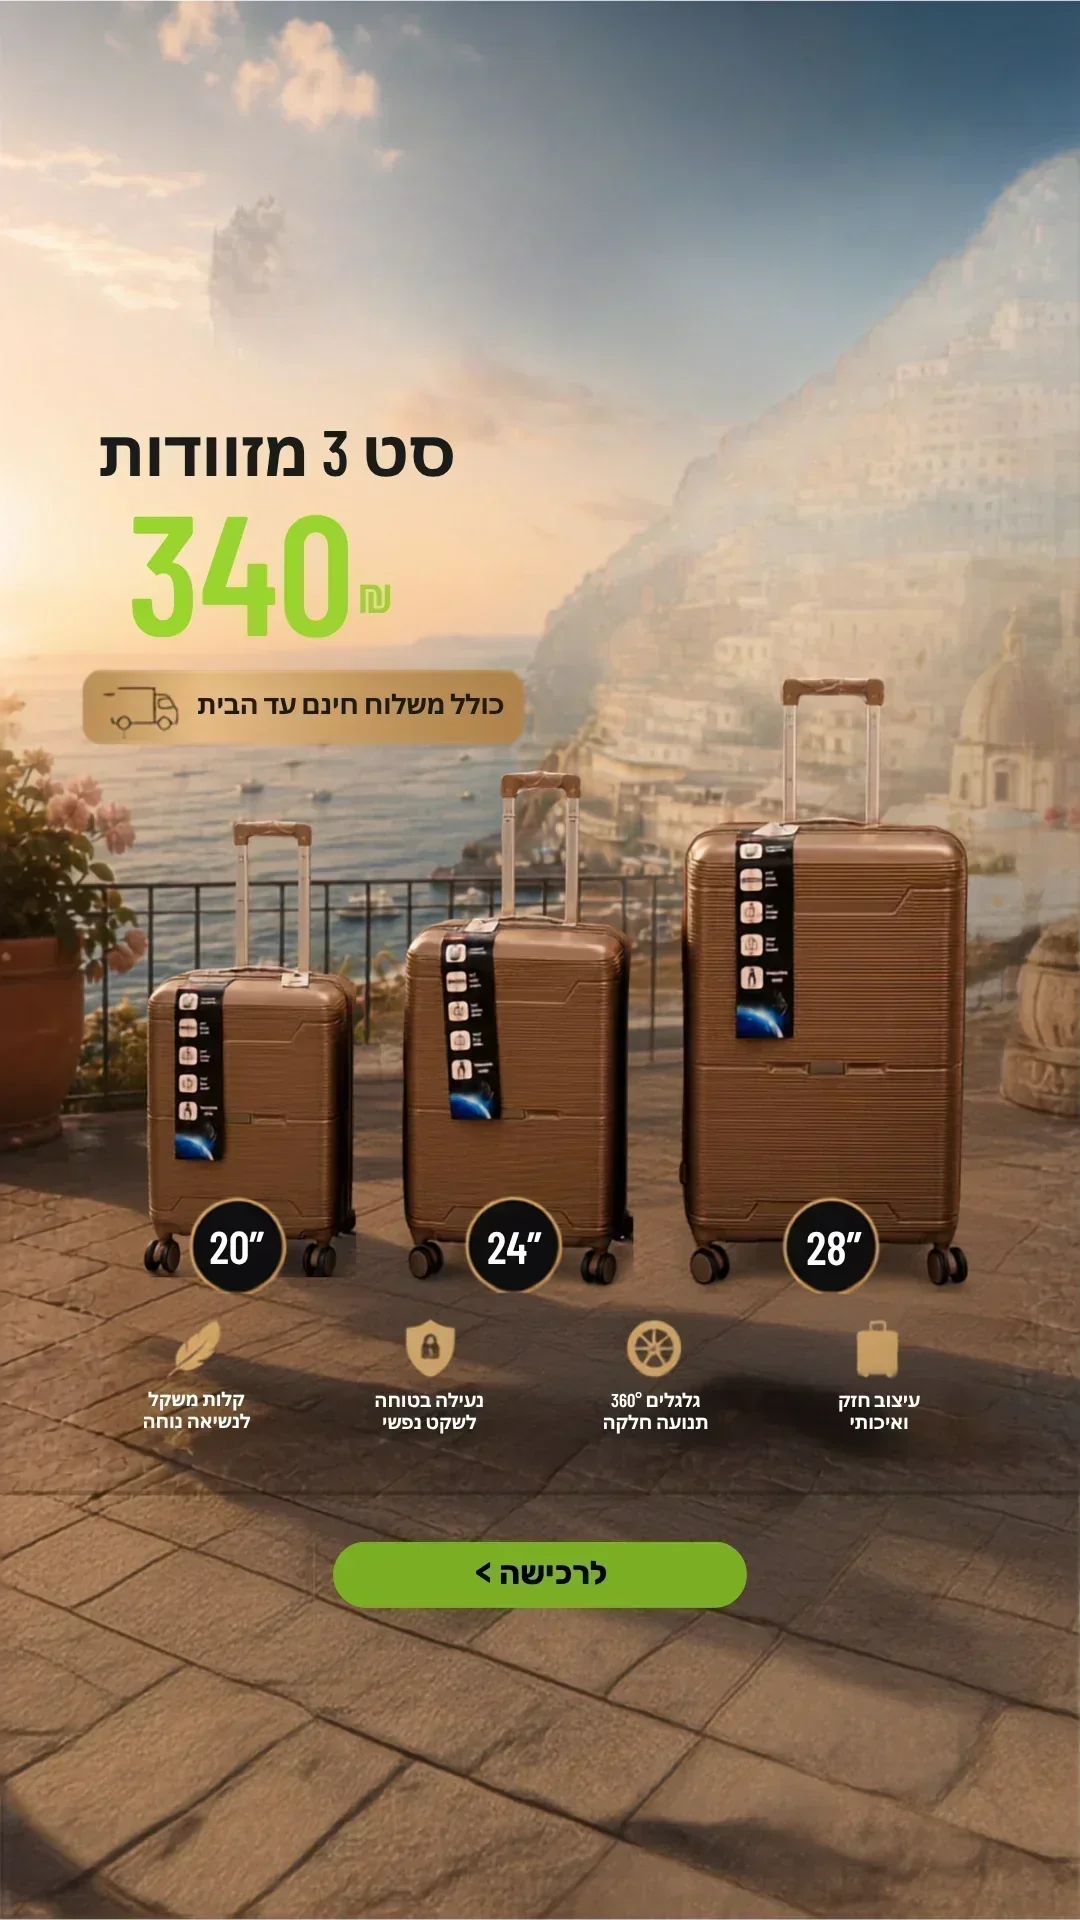 סט 3 מזוודות
340 ₪
כולל משלוח חינם עד הבית
20″
24″
28″
עיצוב חזק
ואיכותי
גלגלים 360°
תנועה חלקה
נעילה בטוחה
לשקט נפשי
קלות משקל
לנשיאה נוחה
לרכישה >